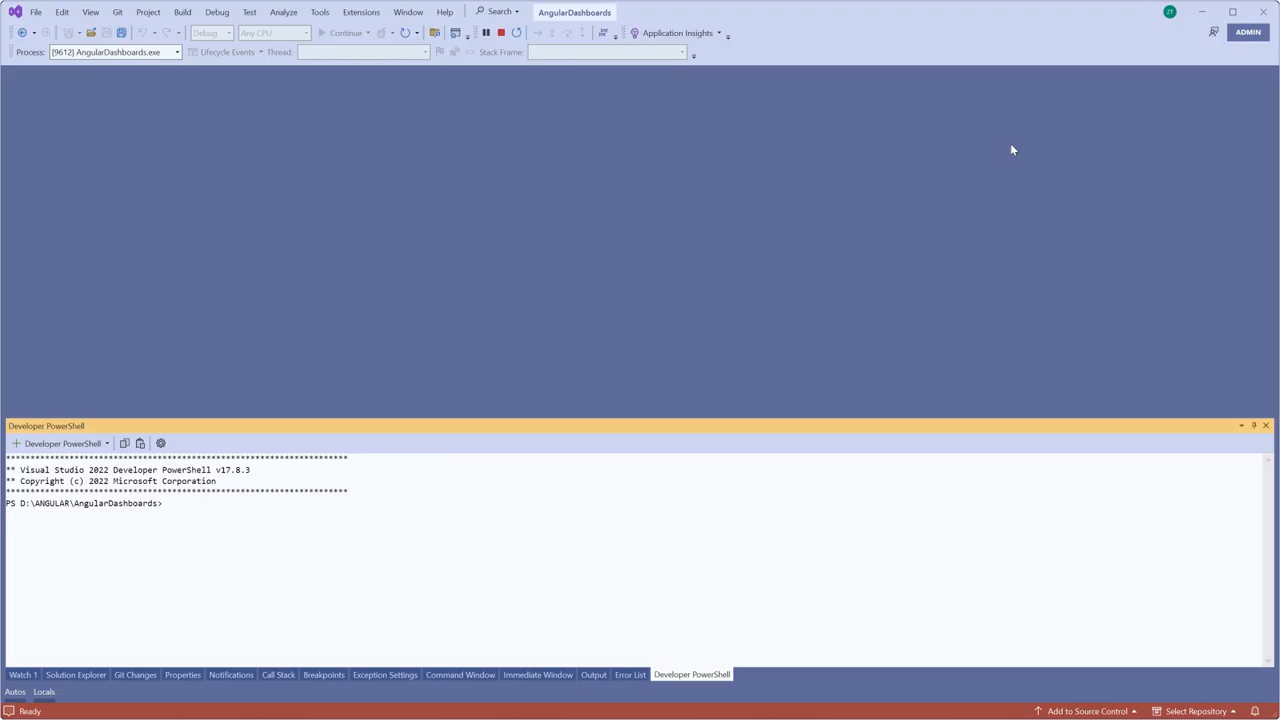 File Edit View Git Project Build Debug Test Analyze Tools Extensions Window Help Search AngularDashboards ZT
Debug Any CPU Continue Application Insights ADMIN
Process: [9612] AngularDashboards.exe Lifecycle Events Thread: Stack Frame:
Developer PowerShell
Developer PowerShell
**********************************************************************
** Visual Studio 2022 Developer PowerShell v17.8.3
** Copyright (c) 2022 Microsoft Corporation
**********************************************************************
PS D:\ANGULAR\AngularDashboards>
Watch 1 Solution Explorer Git Changes Properties Notifications Call Stack Breakpoints Exception Settings Command Window Immediate Window Output Error List Developer PowerShell
Autos Locals
Ready Add to Source Control Select Repository